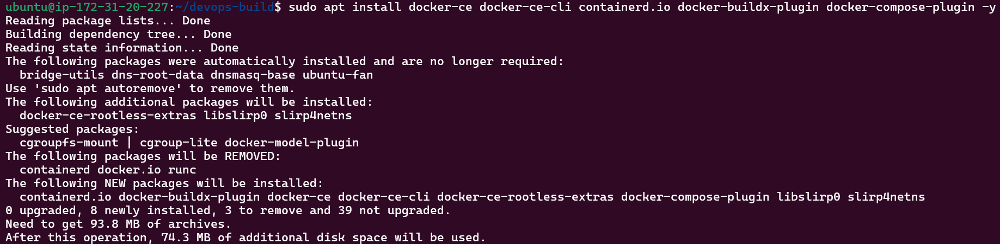 ubuntu@ip-172-31-20-227:~/devops-build$ sudo apt install docker-ce docker-ce-cli containerd.io docker-buildx-plugin docker-compose-plugin -y
Reading package lists... Done
Building dependency tree... Done
Reading state information... Done
The following packages were automatically installed and are no longer required:
  bridge-utils dns-root-data dnsmasq-base ubuntu-fan
Use 'sudo apt autoremove' to remove them.
The following additional packages will be installed:
  docker-ce-rootless-extras libslirp0 slirp4netns
Suggested packages:
  cgroupfs-mount | cgroup-lite docker-model-plugin
The following packages will be REMOVED:
  containerd docker.io runc
The following NEW packages will be installed:
  containerd.io docker-buildx-plugin docker-ce docker-ce-cli docker-ce-rootless-extras docker-compose-plugin libslirp0 slirp4netns
0 upgraded, 8 newly installed, 3 to remove and 39 not upgraded.
Need to get 93.8 MB of archives.
After this operation, 74.3 MB of additional disk space will be used.